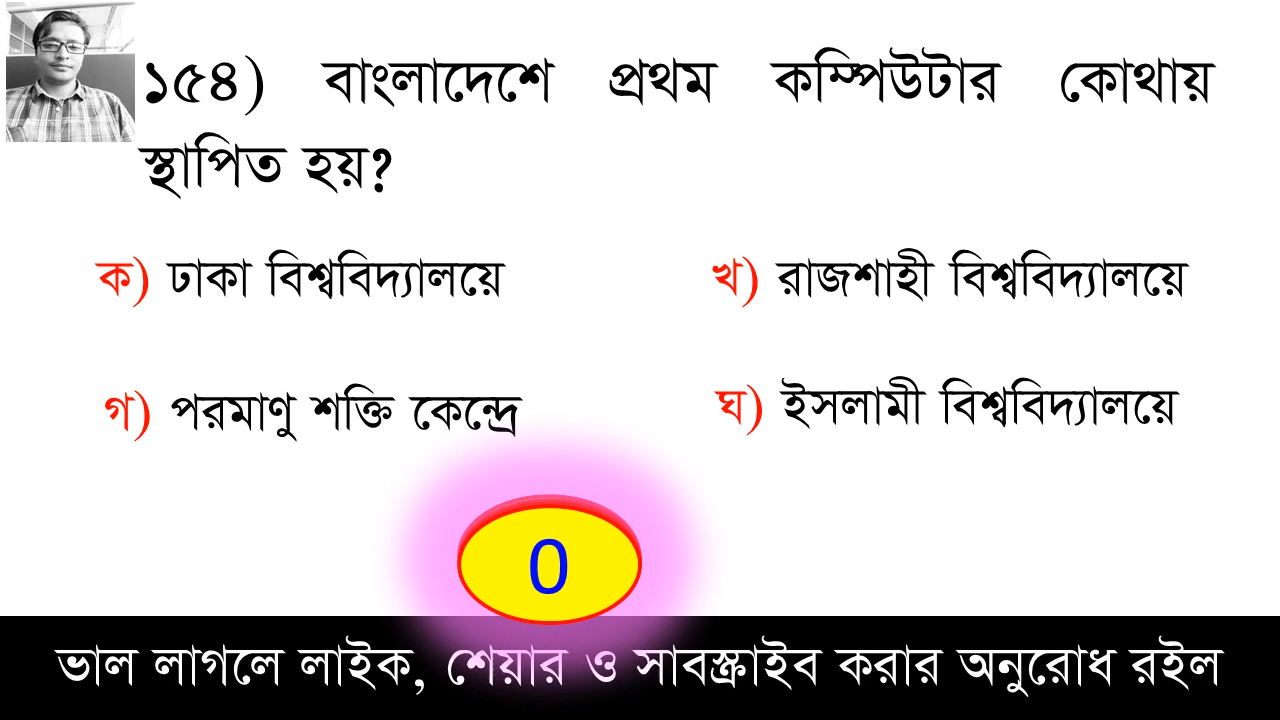 ১৫৪) বাংলাদেশে প্রথম কম্পিউটার কোথায়
স্থাপিত হয়?
ক) ঢাকা বিশ্ববিদ্যালয়ে
খ) রাজশাহী বিশ্ববিদ্যালয়ে
গ) পরমাণু শক্তি কেন্দ্রে
ঘ) ইসলামী বিশ্ববিদ্যালয়ে
0
ভাল লাগলে লাইক, শেয়ার ও সাবস্ক্রাইব করার অনুরোধ রইল